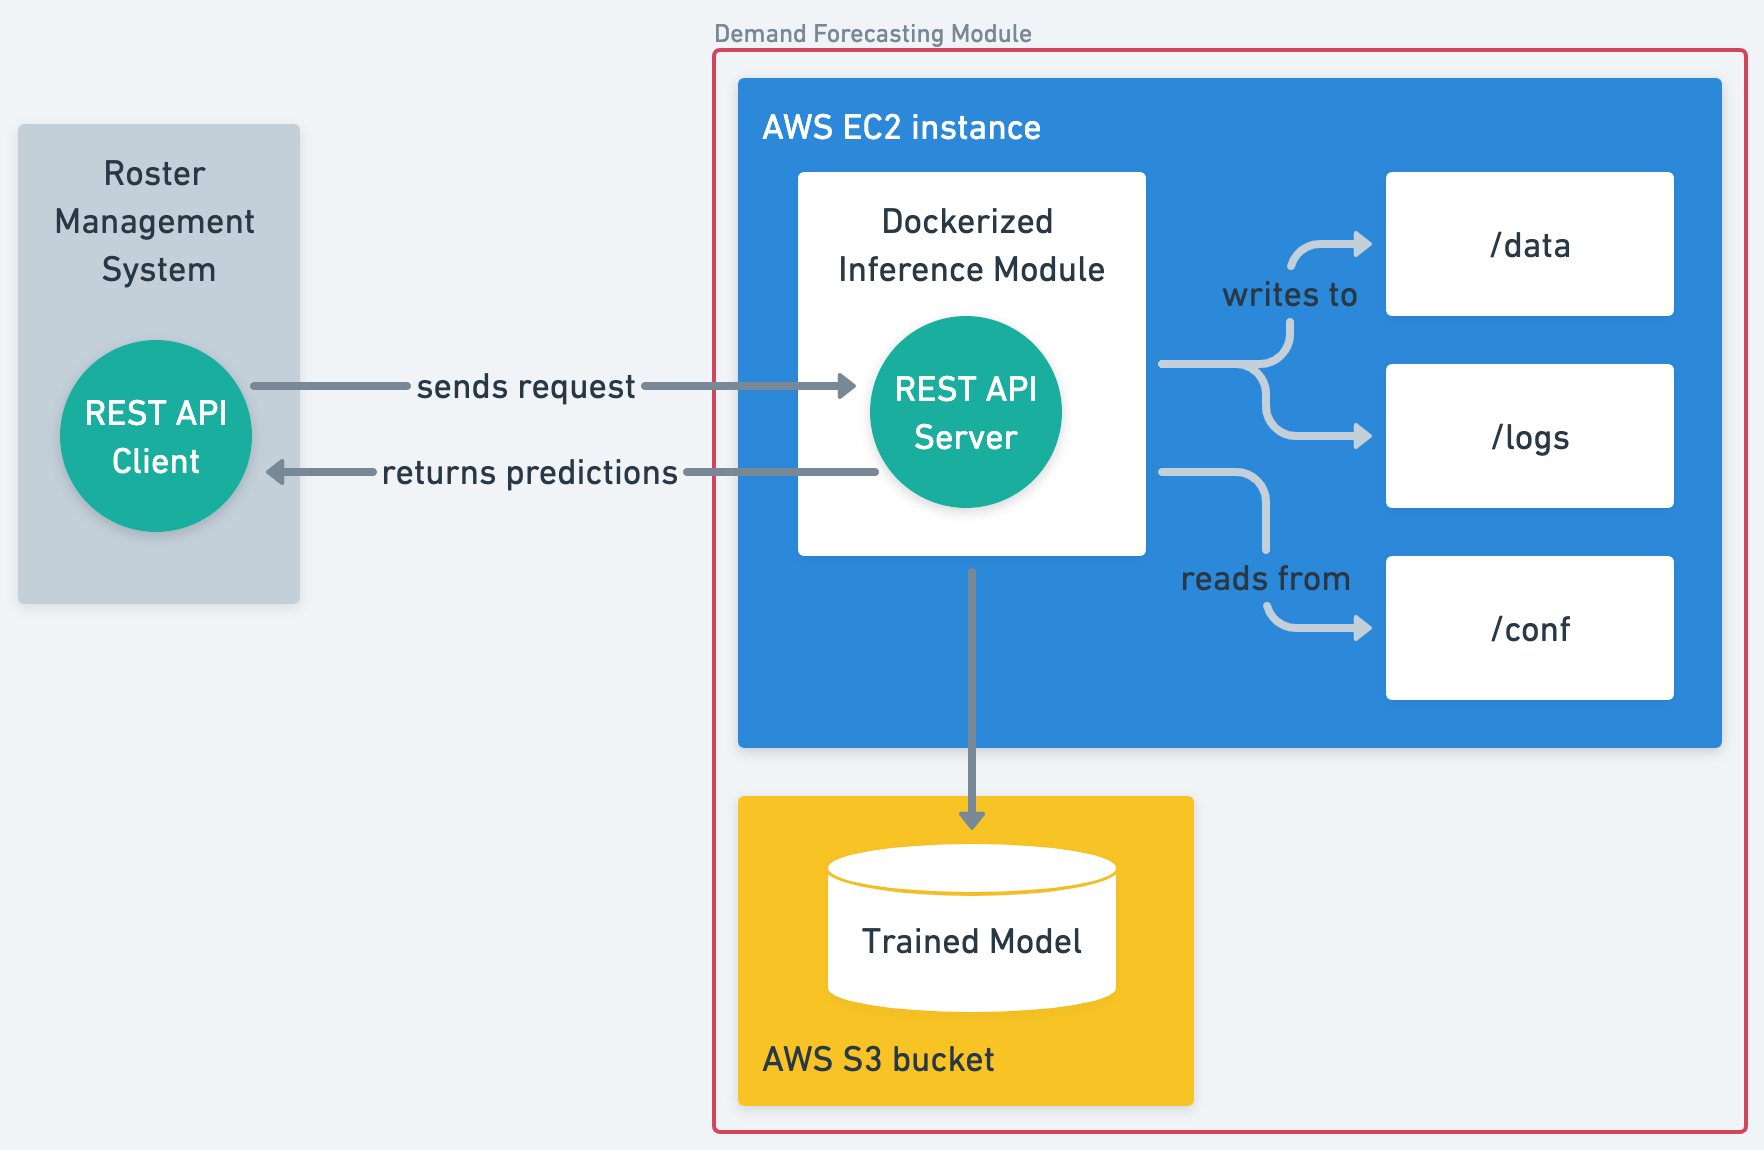 Demand Forecasting Module
AWS EC2 instance
Roster
Management
System
REST API
Client
sends request
returns predictions
Dockerized
Inference Module
REST API
Server
writes to
reads from
/data
/logs
/conf
Trained Model
AWS S3 bucket